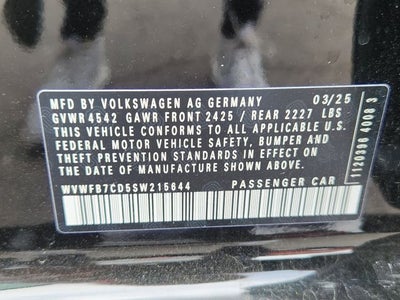 MFD BY VOLKSWAGEN AG GERMANY 03/25
GVWR 4542 GAWR FRONT 2425 / REAR 2227 LBS
THIS VEHICLE CONFORMS TO ALL APPLICABLE U.S.
FEDERAL MOTOR VEHICLE SAFETY, BUMPER AND
THEFT PREVENTION STANDARDS IN EFFECT ON THE
DATE OF MANUFACTURE SHOWN ABOVE.
WVWFB7CD5SW215644 PASSENGER CAR